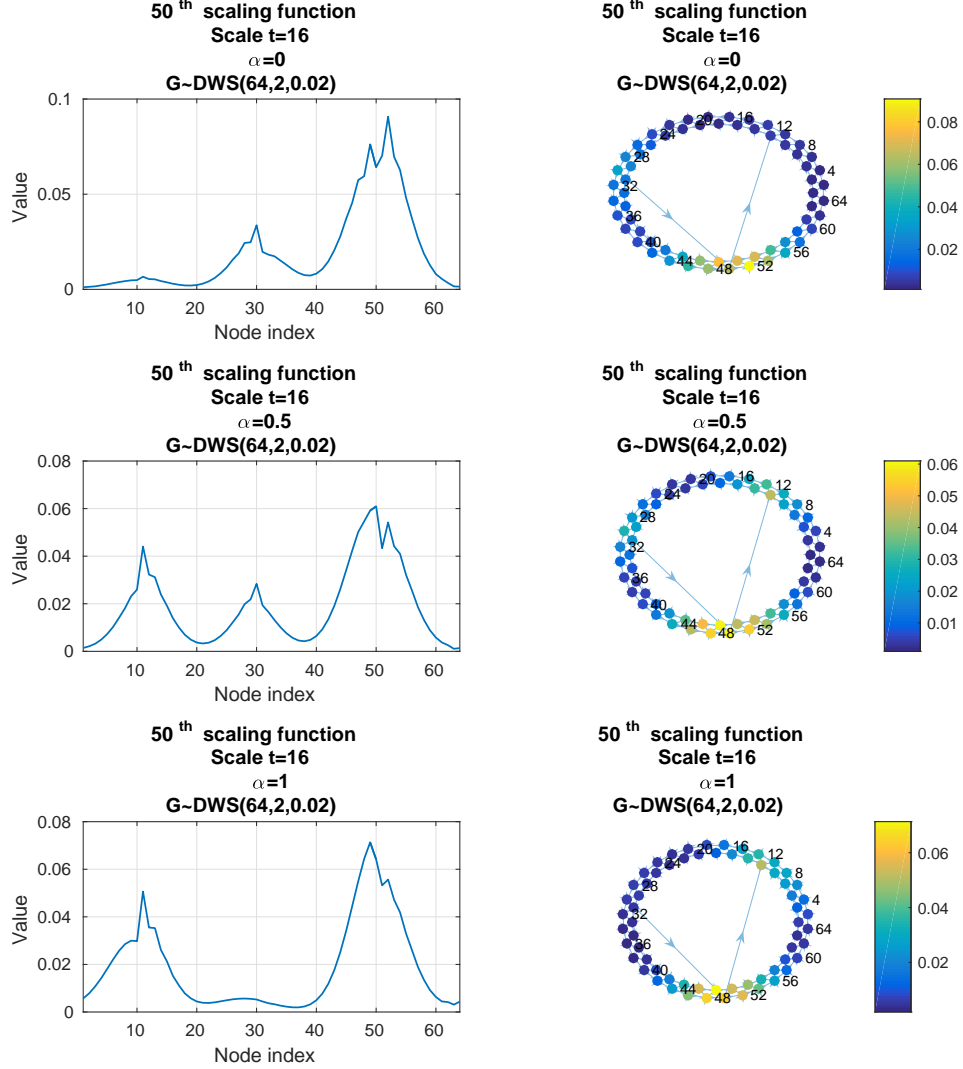 50 th scaling function
Scale t=16
α=0
G~DWS(64,2,0.02)
0.1
0.05
0
Value
10 20 30 40 50 60
Node index
50 th scaling function
Scale t=16
α=0
G~DWS(64,2,0.02)
20 16
24 12
28 8
4
32
64
36
60
40
56
44 52
48
0.08
0.06
0.04
0.02
50 th scaling function
Scale t=16
α=0.5
G~DWS(64,2,0.02)
0.08
0.06
0.04
0.02
0
Value
10 20 30 40 50 60
Node index
50 th scaling function
Scale t=16
α=0.5
G~DWS(64,2,0.02)
20 16
24 12
28 8
4
32
64
36
60
40
56
44 52
48
0.06
0.05
0.04
0.03
0.02
0.01
50 th scaling function
Scale t=16
α=1
G~DWS(64,2,0.02)
0.08
0.06
0.04
0.02
0
Value
10 20 30 40 50 60
Node index
50 th scaling function
Scale t=16
α=1
G~DWS(64,2,0.02)
20 16
24 12
28 8
4
32
64
36
60
40
56
44 52
48
0.06
0.04
0.02